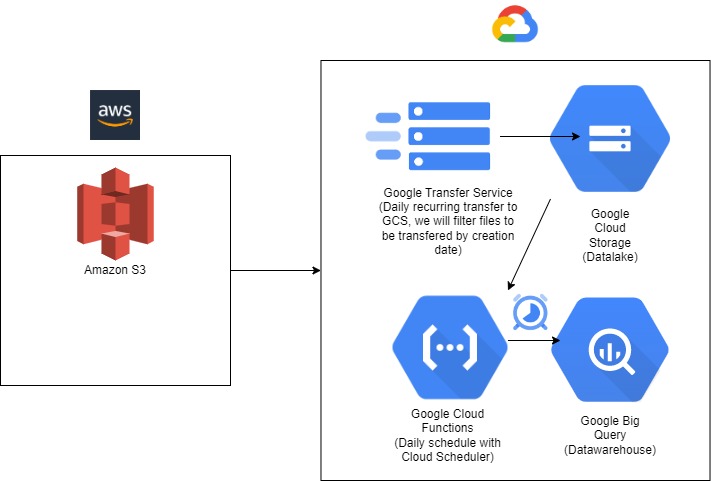 aws
Amazon S3
Google Transfer Service
(Daily recurring transfer to
GCS, we will filter files to
be transfered by creation
date)
Google
Cloud
Storage
(Datalake)
Google Cloud
Functions
(Daily schedule with
Cloud Scheduler)
Google Big
Query
(Datawarehouse)